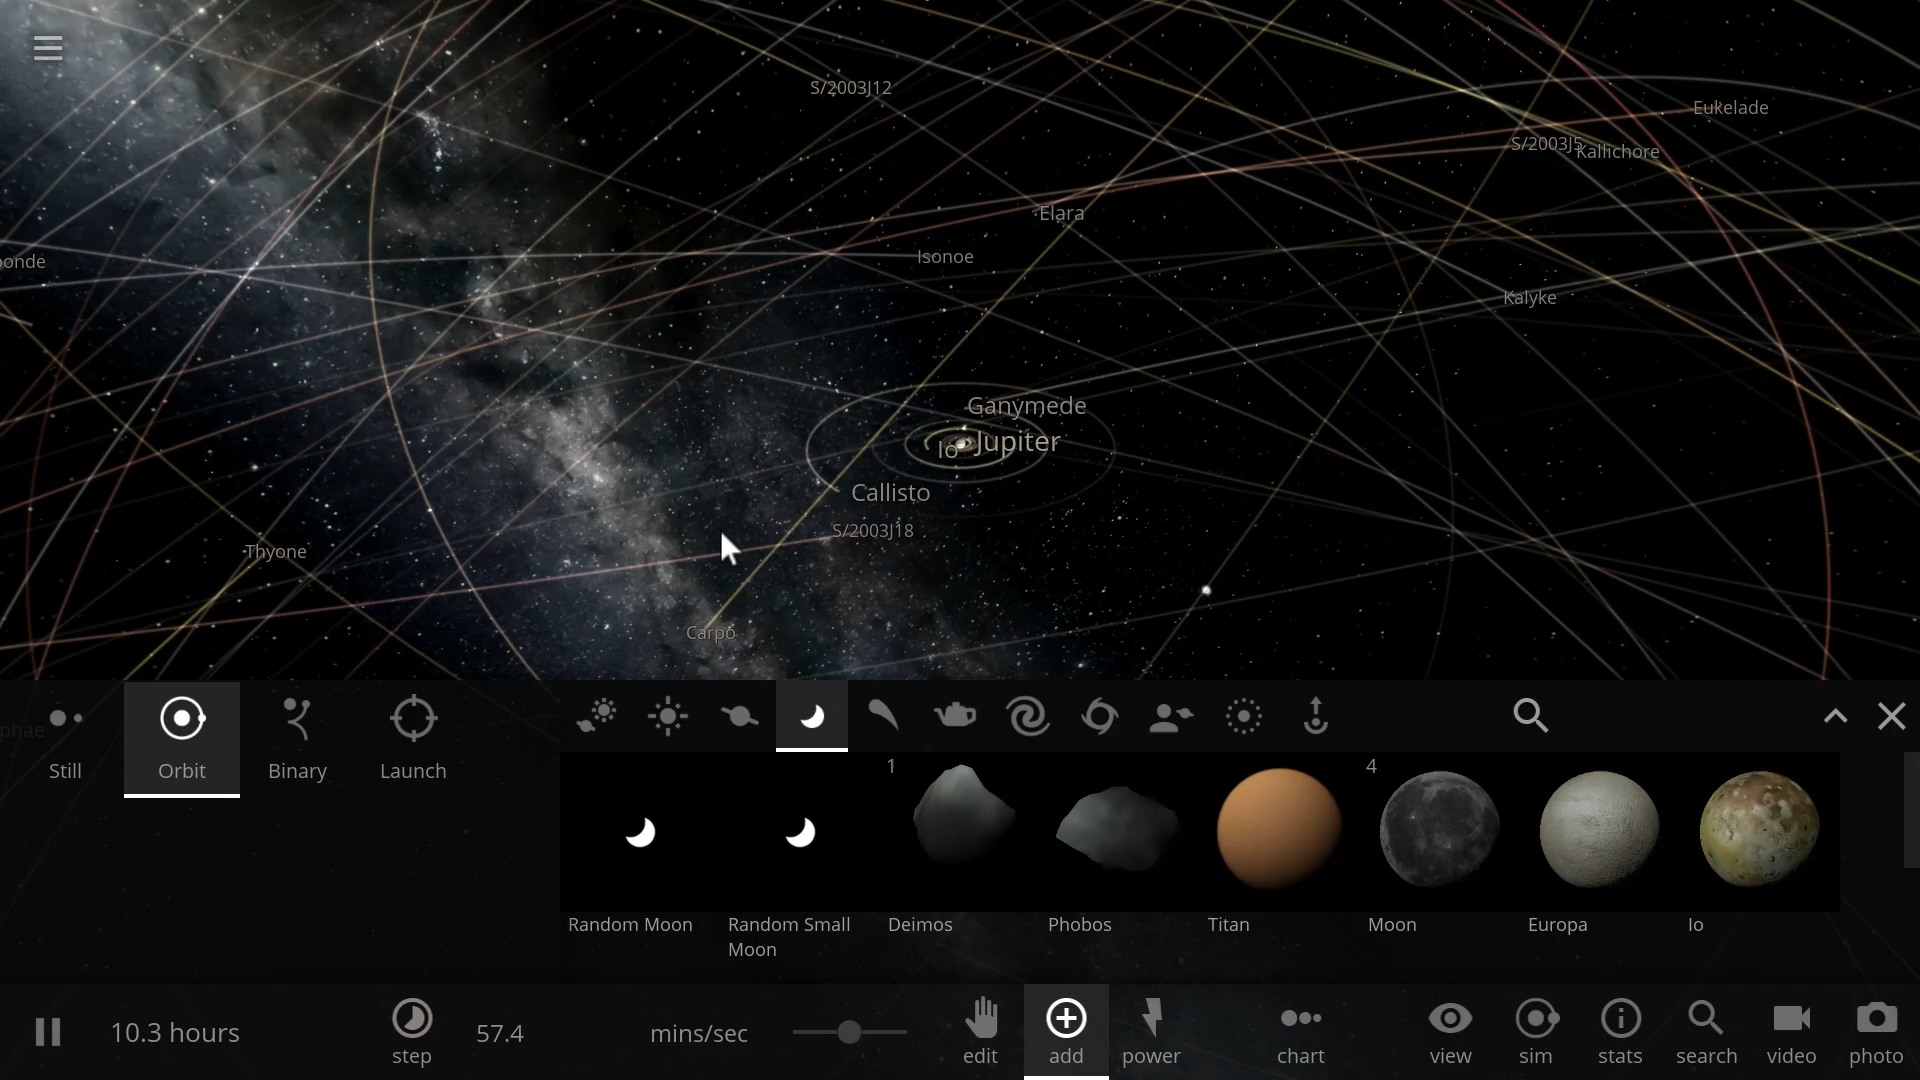 S/2003J12
Eukelade
S/2003J5
Kallichore
Elara
Isonoe
onde
Kalyke
Ganymede
Io
Jupiter
Callisto
S/2003J18
Thyone
Carpo
phae
Still
Orbit
Binary
Launch
1
4
Random Moon
Random Small
Moon
Deimos
Phobos
Titan
Moon
Europa
Io
10.3 hours
step
57.4
mins/sec
edit
add
power
chart
view
sim
stats
search
video
photo